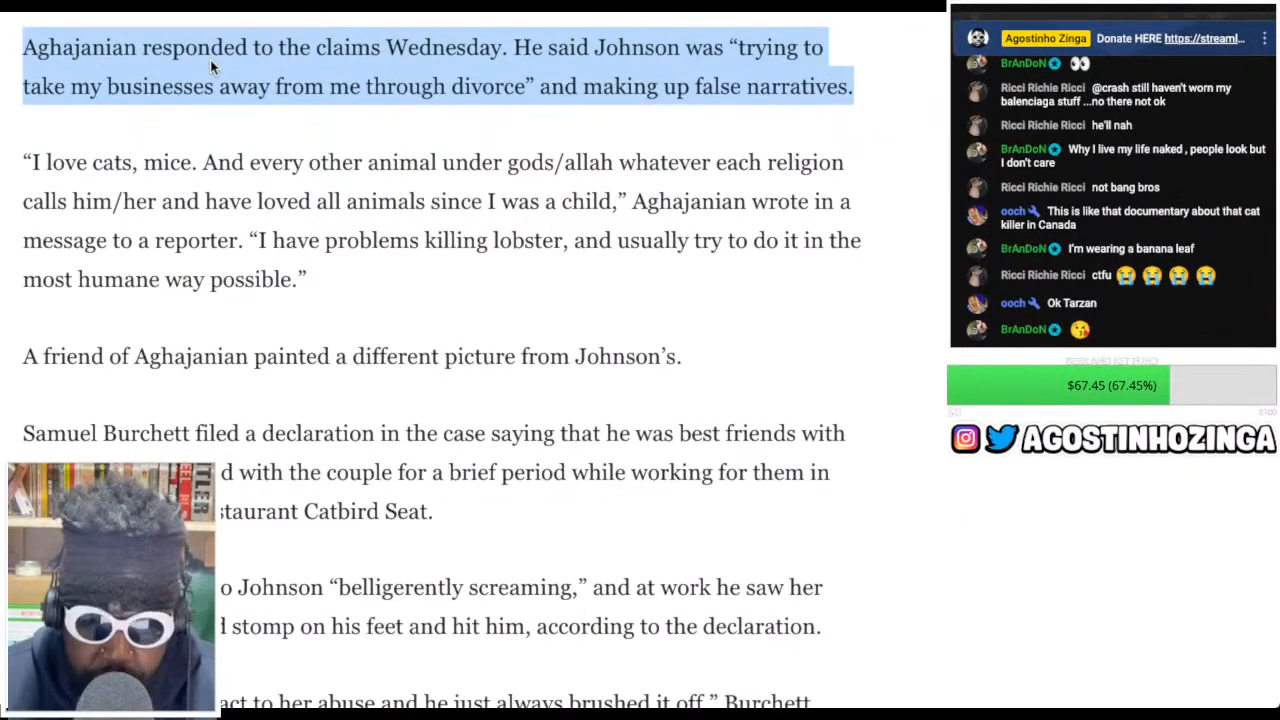 Aghajanian responded to the claims Wednesday. He said Johnson was “trying to
take my businesses away from me through divorce” and making up false narratives.
“I love cats, mice. And every other animal under gods/allah whatever each religion
calls him/her and have loved all animals since I was a child,” Aghajanian wrote in a
message to a reporter. “I have problems killing lobster, and usually try to do it in the
most humane way possible.”
A friend of Aghajanian painted a different picture from Johnson’s.
Samuel Burchett filed a declaration in the case saying that he was best friends with
d with the couple for a brief period while working for them in
staurant Catbird Seat.
o Johnson “belligerently screaming,” and at work he saw her
d stomp on his feet and hit him, according to the declaration.
act to her abuse and he just always brushed it off,” Burchett
Agostinho Zinga Donate HERE https://streaml...
BrAnDoN 👀
Ricci Richie Ricci @crash still haven't worn my
balenciaga stuff ...no there not ok
Ricci Richie Ricci he'll nah
BrAnDoN Why I live my life naked , people look but
I don't care
Ricci Richie Ricci not bang bros
ooch This is like that documentary about that cat
killer in Canada
BrAnDoN I'm wearing a banana leaf
Ricci Richie Ricci ctfu 😭 😭 😭 😭
ooch Ok Tarzan
BrAnDoN 😘
$67.45 (67.45%)
$100
AGOSTINHOZINGA